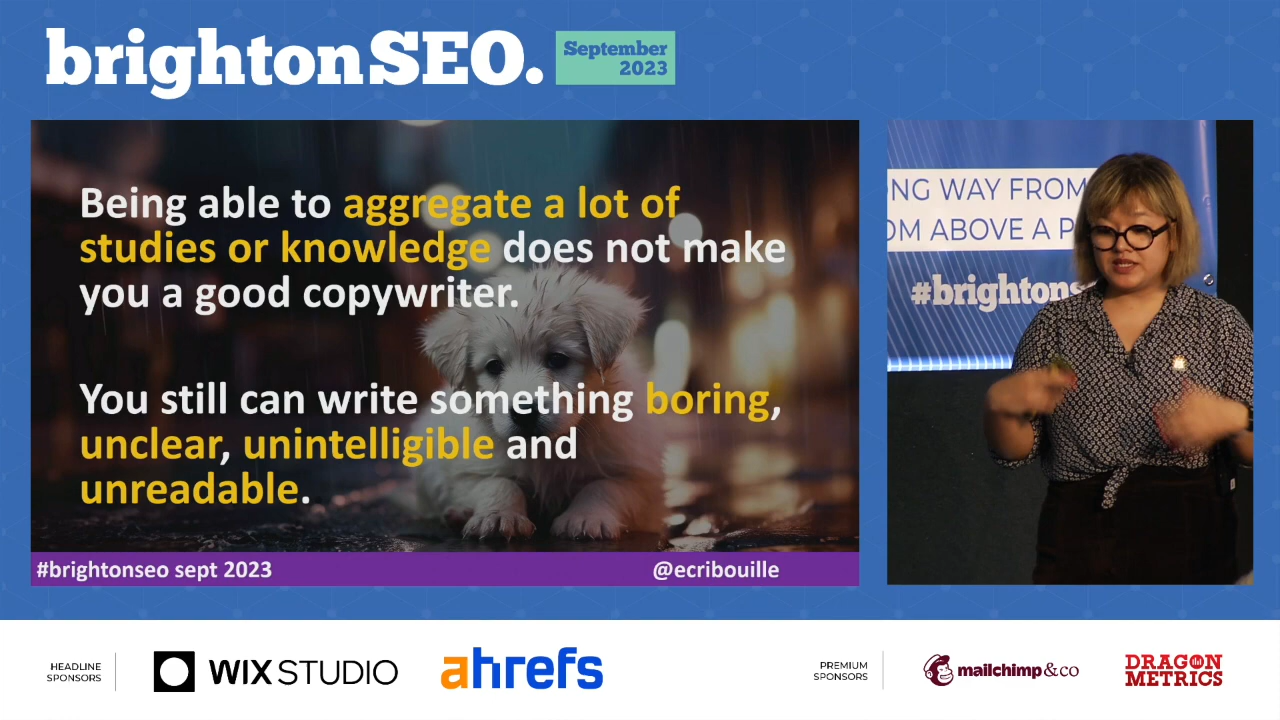 brightonSEO.
September
2023
Being able to aggregate a lot of
studies or knowledge does not make
you a good copywriter.
You still can write something boring,
unclear, unintelligible and
unreadable.
#brightonseo sept 2023
@ecribouille
NG WAY FROM
OM ABOVE A P
#brightons
HEADLINE
SPONSORS
WIX STUDIO
ahrefs
PREMIUM
SPONSORS
mailchimp&co
DRAGON
METRICS